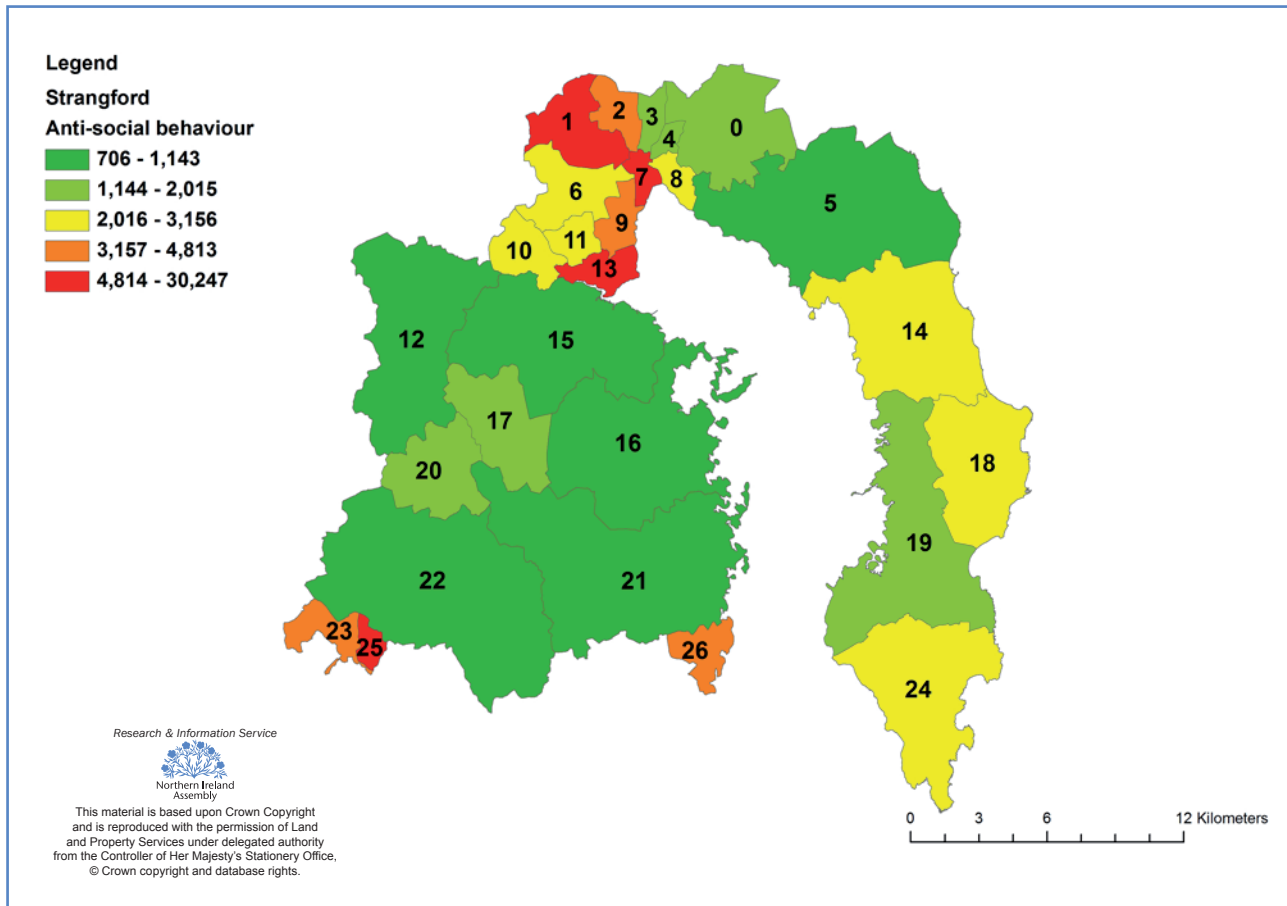 Legend
Strangford
Anti-social behaviour
706 - 1,143
1,144 - 2,015
2,016 - 3,156
3,157 - 4,813
4,814 - 30,247
1
2
3
4
0
5
6
7
8
9
10
11
13
12
15
14
17
16
18
20
19
22
21
23
25
26
24
Research & Information Service
Northern Ireland
Assembly
This material is based upon Crown Copyright
and is reproduced with the permission of Land
and Property Services under delegated authority
from the Controller of Her Majesty's Stationery Office,
© Crown copyright and database rights.
0 3 6 12 Kilometers